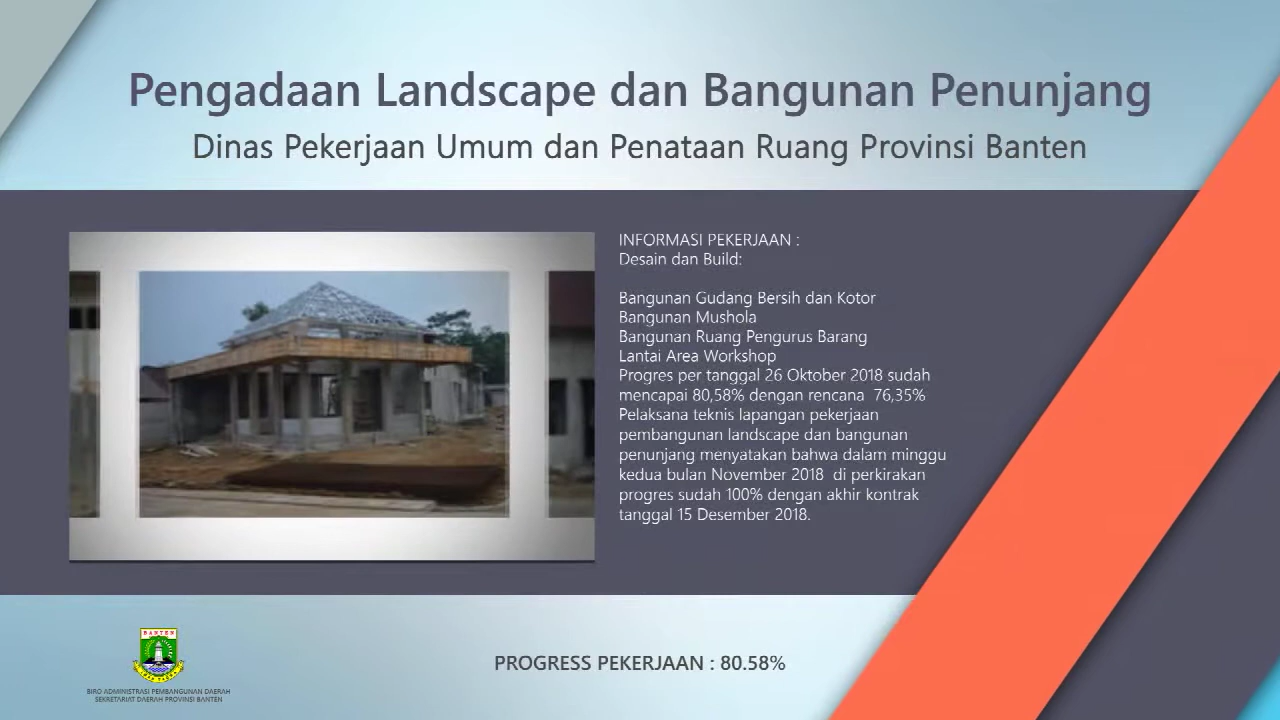 Pengadaan Landscape dan Bangunan Penunjang
Dinas Pekerjaan Umum dan Penataan Ruang Provinsi Banten
INFORMASI PEKERJAAN :
Desain dan Build:
Bangunan Gudang Bersih dan Kotor
Bangunan Mushola
Bangunan Ruang Pengurus Barang
Lantai Area Workshop
Progres per tanggal 26 Oktober 2018 sudah
mencapai 80,58% dengan rencana 76,35%
Pelaksana teknis lapangan pekerjaan
pembangunan landscape dan bangunan
penunjang menyatakan bahwa dalam minggu
kedua bulan November 2018 di perkirakan
progres sudah 100% dengan akhir kontrak
tanggal 15 Desember 2018.
BANTEN
BIRO ADMINISTRASI PEMBANGUNAN DAERAH
SEKRETARIAT DAERAH PROVINSI BANTEN
PROGRESS PEKERJAAN : 80.58%